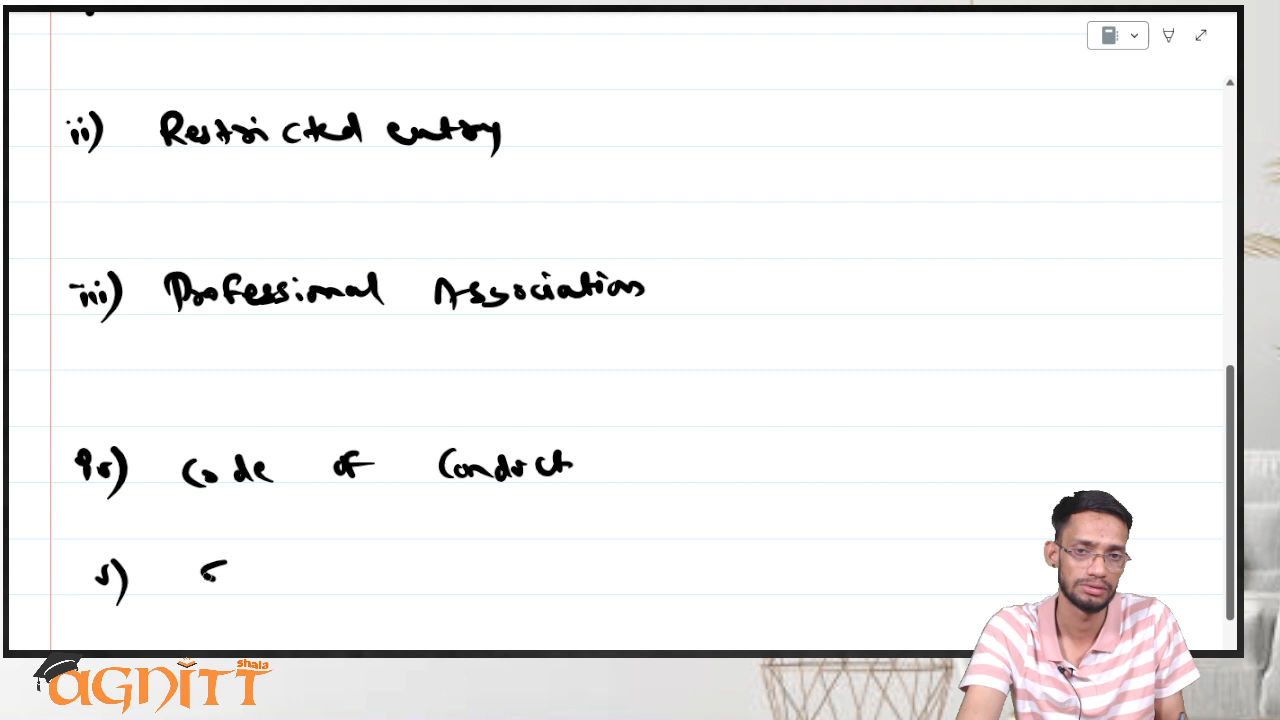 ii) Restricted entry
iii) Professional Association
iv) Code of Conduct
v) S
AGNITT shala